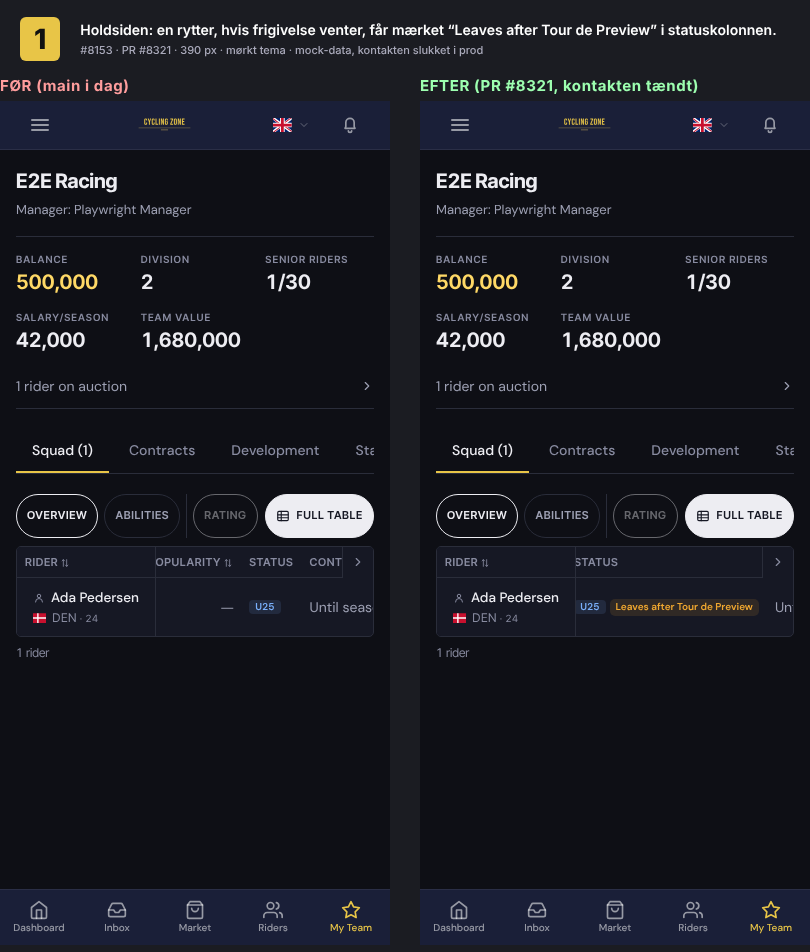 1
Holdsiden: en rytter, hvis frigivelse venter, får mærket “Leaves after Tour de Preview” i statuskolonnen.
#8153 · PR #8321 · 390 px · mørkt tema · mock-data, kontakten slukket i prod
FØR (main i dag)
CYCLING ZONE
E2E Racing
Manager: Playwright Manager
BALANCE DIVISION SENIOR RIDERS
500,000 2 1/30
SALARY/SEASON TEAM VALUE
42,000 1,680,000
1 rider on auction
Squad (1) Contracts Development Sta
OVERVIEW ABILITIES RATING FULL TABLE
RIDER OPULARITY STATUS CONT
Ada Pedersen — U25 Until seas
DEN · 24
1 rider
Dashboard Inbox Market Riders My Team
EFTER (PR #8321, kontakten tændt)
CYCLING ZONE
E2E Racing
Manager: Playwright Manager
BALANCE DIVISION SENIOR RIDERS
500,000 2 1/30
SALARY/SEASON TEAM VALUE
42,000 1,680,000
1 rider on auction
Squad (1) Contracts Development Sta
OVERVIEW ABILITIES RATING FULL TABLE
RIDER STATUS
Ada Pedersen U25 Leaves after Tour de Preview Un
DEN · 24
1 rider
Dashboard Inbox Market Riders My Team